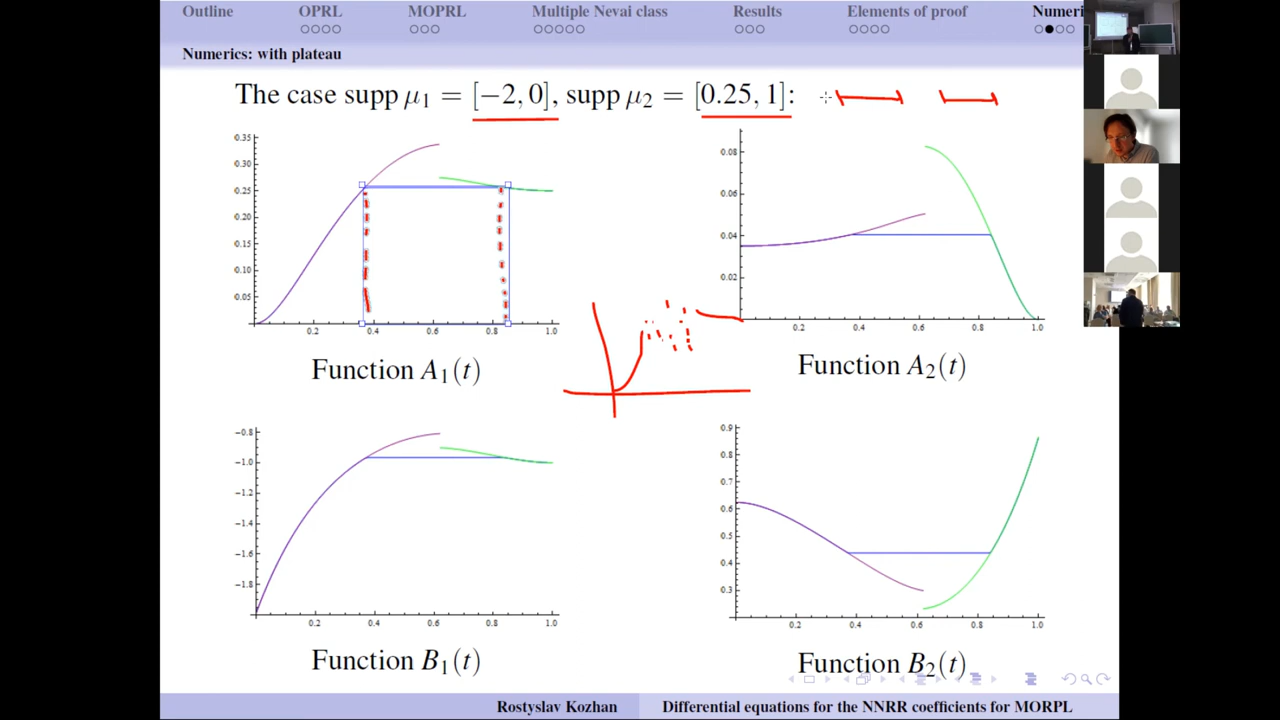 Outline OPRL MOPRL Multiple Nevai class Results Elements of proof Numeri
Numerics: with plateau
The case supp μ₁ = [−2, 0], supp μ₂ = [0.25, 1]:
0.35
0.30
0.25
0.20
0.15
0.10
0.05
0.2 0.4 0.6 0.8 1.0
Function A₁(t)
0.08
0.06
0.04
0.02
0.2 0.4 0.6 0.8 1.0
Function A₂(t)
−0.8
−1.0
−1.2
−1.4
−1.6
−1.8
0.2 0.4 0.6 0.8 1.0
Function B₁(t)
0.9
0.8
0.7
0.6
0.5
0.4
0.3
0.2 0.4 0.6 0.8 1.0
Function B₂(t)
Rostyslav Kozhan Differential equations for the NNRR coefficients for MORPL